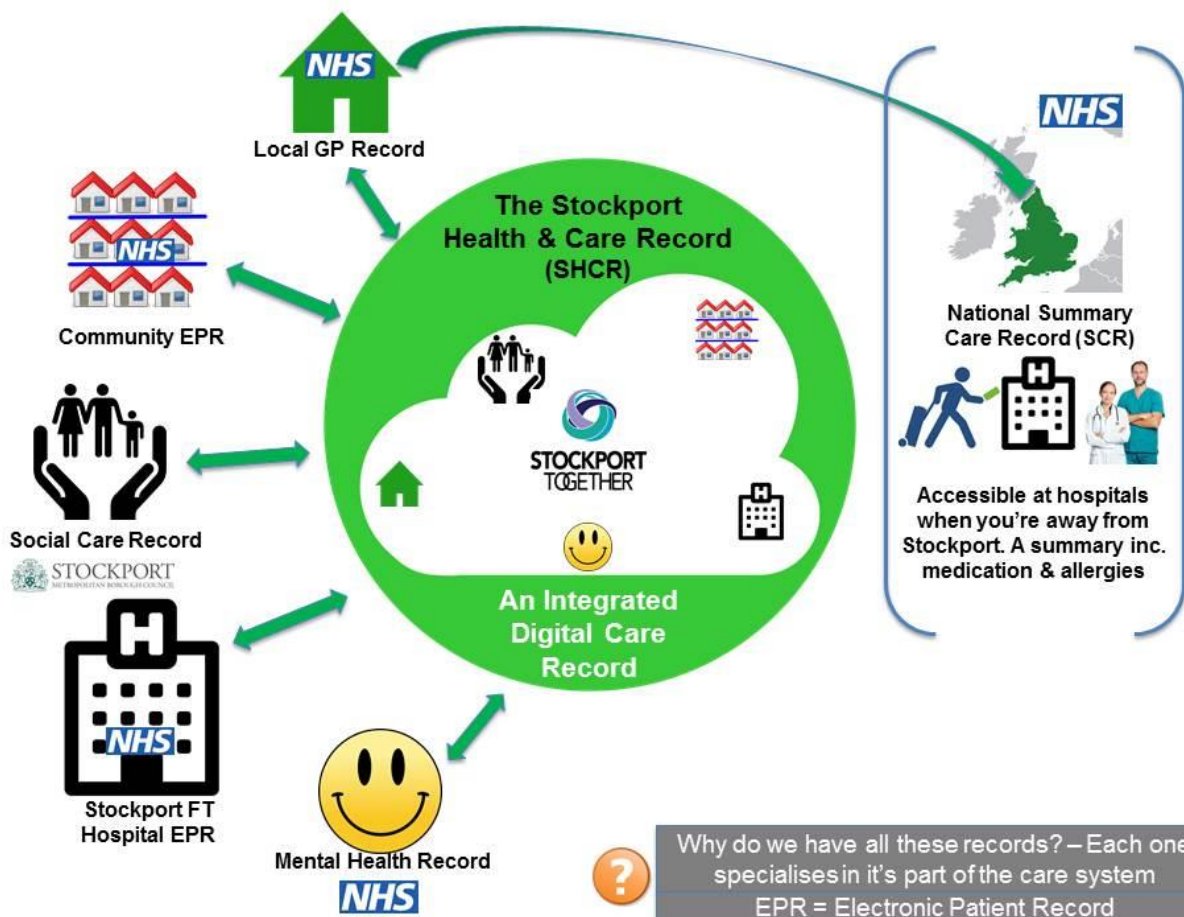 NHS
Local GP Record
NHS
Community EPR
Social Care Record
STOCKPORT
METROPOLITAN BOROUGH COUNCIL
H
NHS
Stockport FT
Hospital EPR
Mental Health Record
NHS
The Stockport
Health & Care Record
(SHCR)
STOCKPORT
TOGETHER
H
An Integrated
Digital Care
Record
NHS
National Summary
Care Record (SCR)
H
Accessible at hospitals
when you're away from
Stockport. A summary inc.
medication & allergies
?
Why do we have all these records? – Each one
specialises in it's part of the care system
EPR = Electronic Patient Record